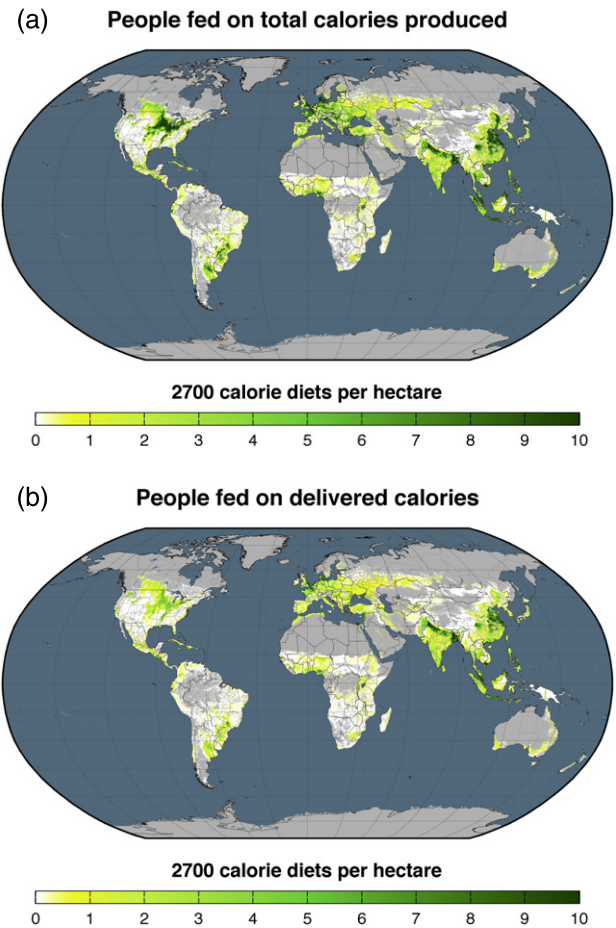 (a)
People fed on total calories produced
2700 calorie diets per hectare
0 1 2 3 4 5 6 7 8 9 10
(b)
People fed on delivered calories
2700 calorie diets per hectare
0 1 2 3 4 5 6 7 8 9 10